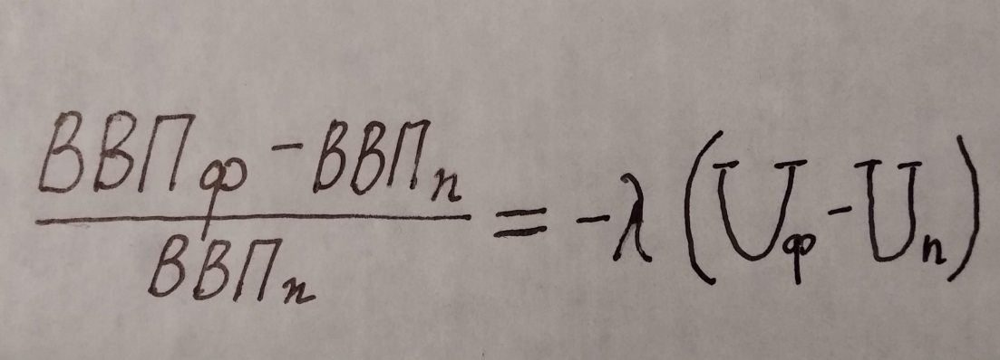 ВВПф - ВВПп
ВВПп
= -λ (Uф - Uп)